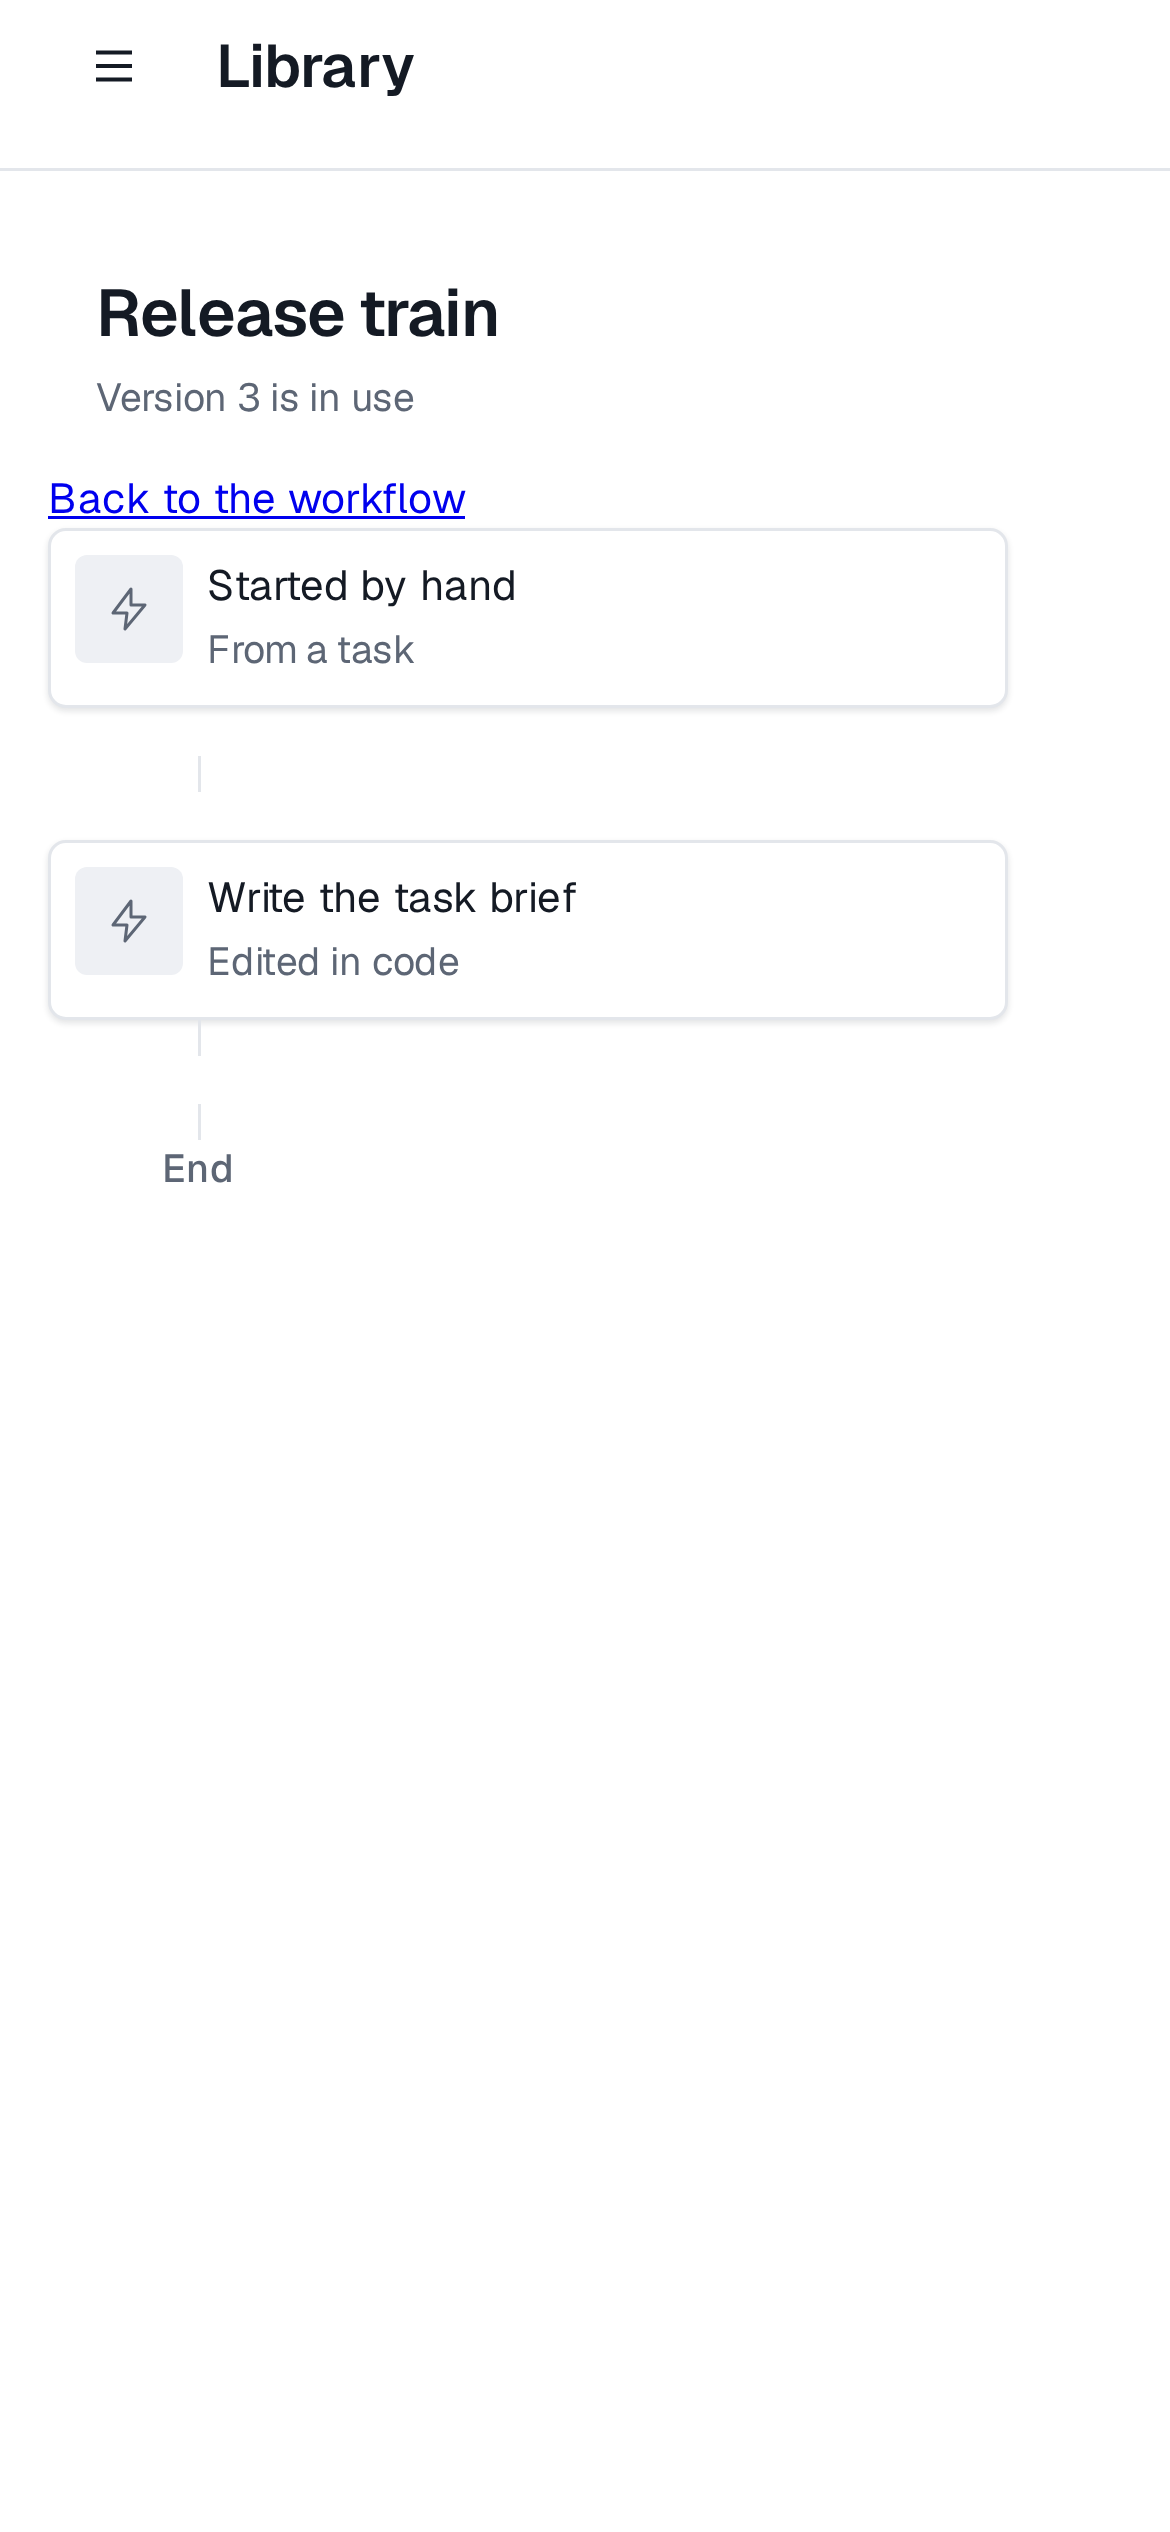 Library
Release train
Version 3 is in use
Back to the workflow
Started by hand
From a task
Write the task brief
Edited in code
End